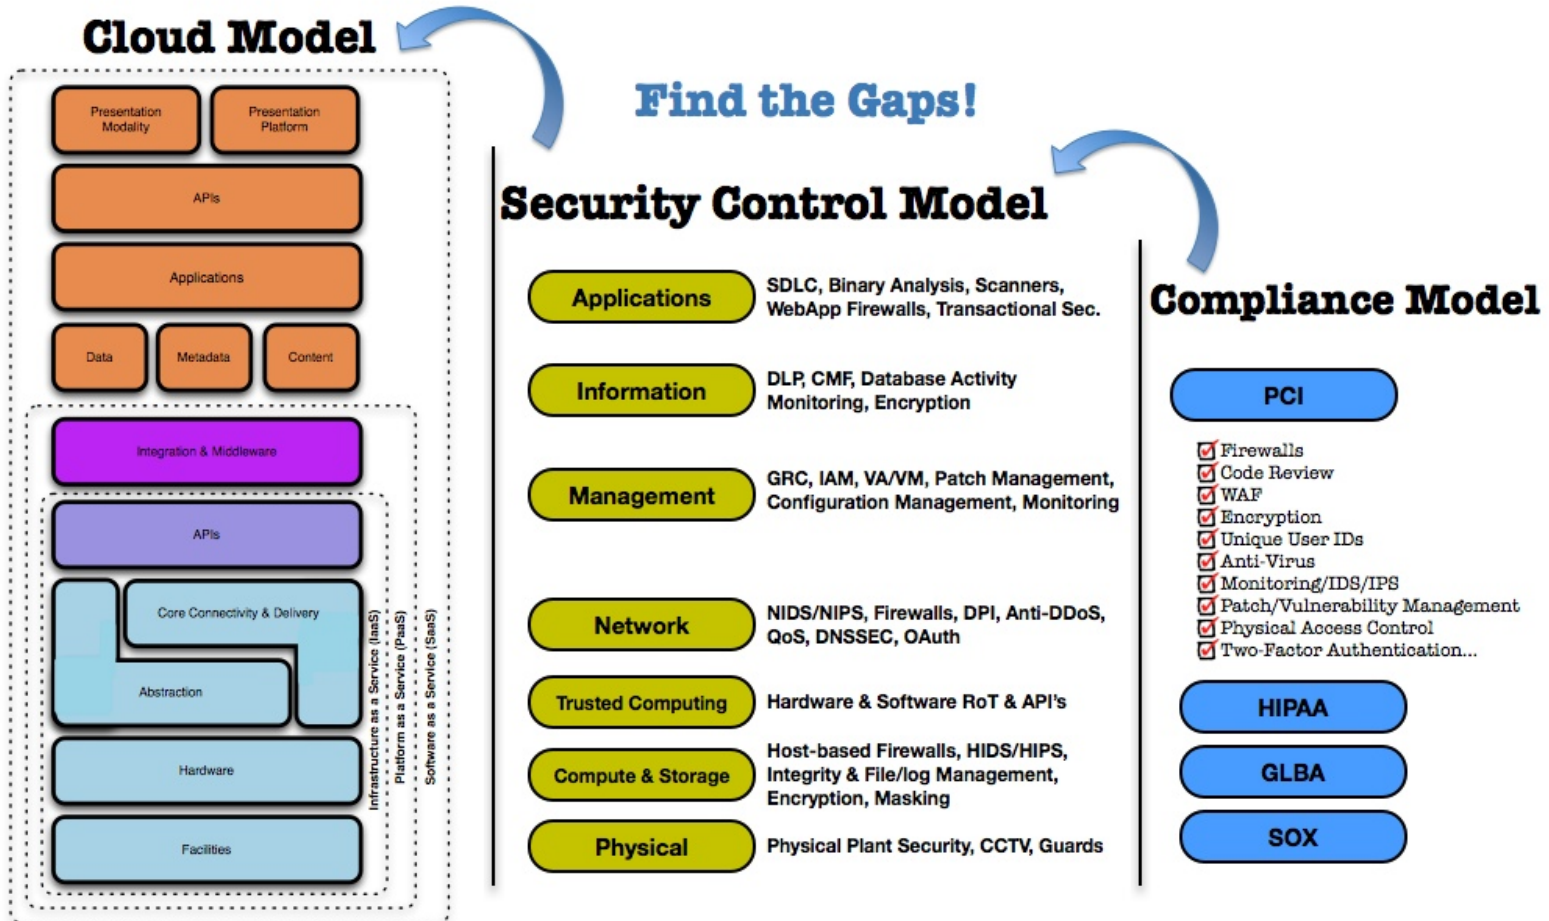 Cloud Model
Presentation
Modality
Presentation
Platform
APIs
Applications
Data
Metadata
Content
Integration & Middleware
APIs
Core Connectivity & Delivery
Abstraction
Hardware
Facilities
Infrastructure as a Service (IaaS)
Platform as a Service (PaaS)
Software as a Service (SaaS)
Find the Gaps!
Security Control Model
Applications
SDLC, Binary Analysis, Scanners,
WebApp Firewalls, Transactional Sec.
Information
DLP, CMF, Database Activity
Monitoring, Encryption
Management
GRC, IAM, VA/VM, Patch Management,
Configuration Management, Monitoring
Network
NIDS/NIPS, Firewalls, DPI, Anti-DDoS,
QoS, DNSSEC, OAuth
Trusted Computing
Hardware & Software RoT & API's
Compute & Storage
Host-based Firewalls, HIDS/HIPS,
Integrity & File/log Management,
Encryption, Masking
Physical
Physical Plant Security, CCTV, Guards
Compliance Model
PCI
Firewalls
Code Review
WAF
Encryption
Unique User IDs
Anti-Virus
Monitoring/IDS/IPS
Patch/Vulnerability Management
Physical Access Control
Two-Factor Authentication...
HIPAA
GLBA
SOX